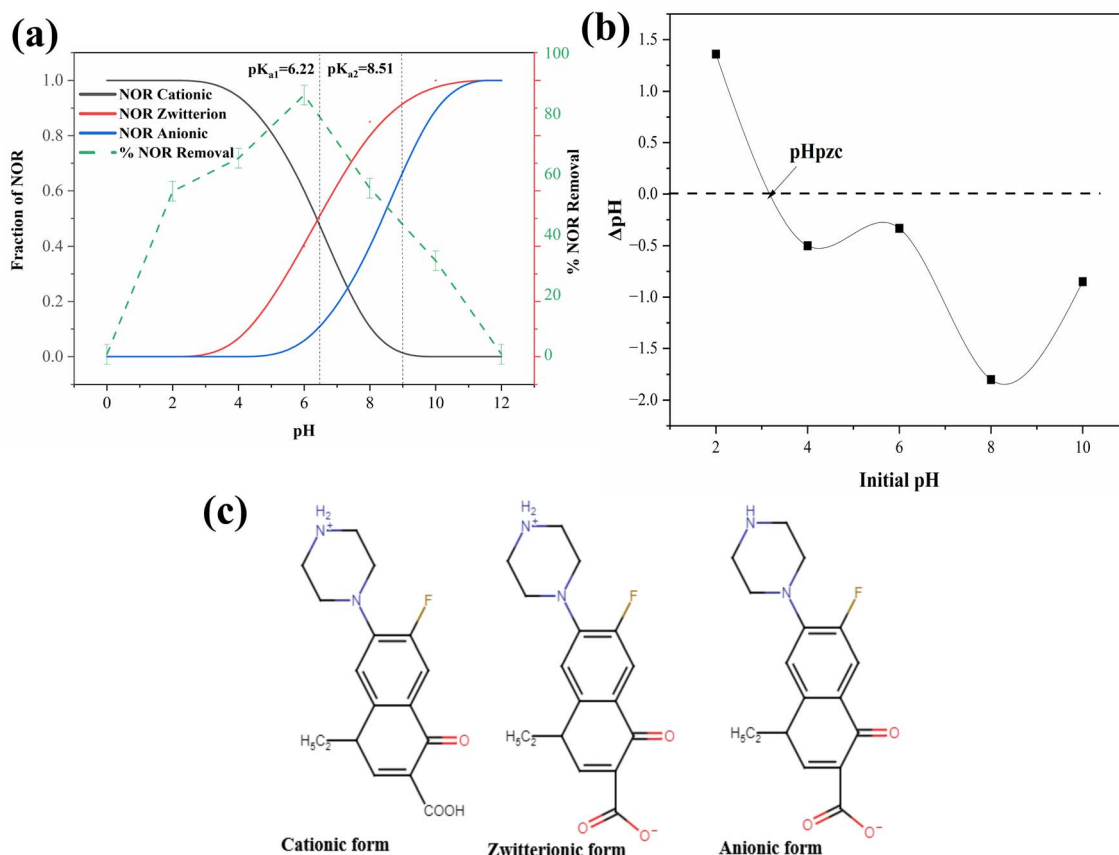 (a)
pKa1=6.22 pKa2=8.51
NOR Cationic
NOR Zwitterion
NOR Anionic
% NOR Removal
Fraction of NOR
1.0
0.8
0.6
0.4
0.2
0.0
0 2 4 6 8 10 12
pH
100
80
60
40
20
0
% NOR Removal
(b)
pHpzc
ΔpH
1.5
1.0
0.5
0.0
−0.5
−1.0
−1.5
−2.0
2 4 6 8 10
Initial pH
(c)
H2
N+
N
F
H5C2
O
COOH
Cationic form
H2
N+
N
F
H5C2
O
O
O−
Zwitterionic form
H
N
N
F
H5C2
O
O
O−
Anionic form